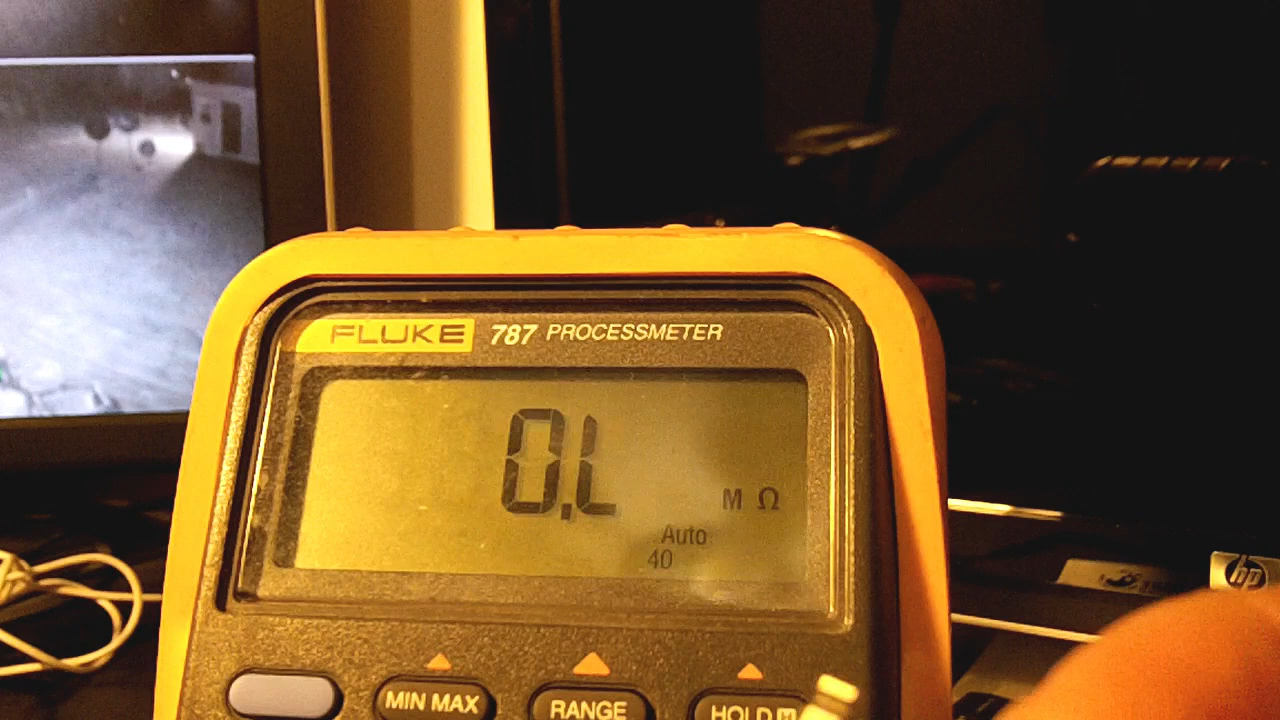 FLUKE 787 PROCESSMETER
0.L
M Ω
Auto
40
MIN MAX
RANGE
HOLD
hp